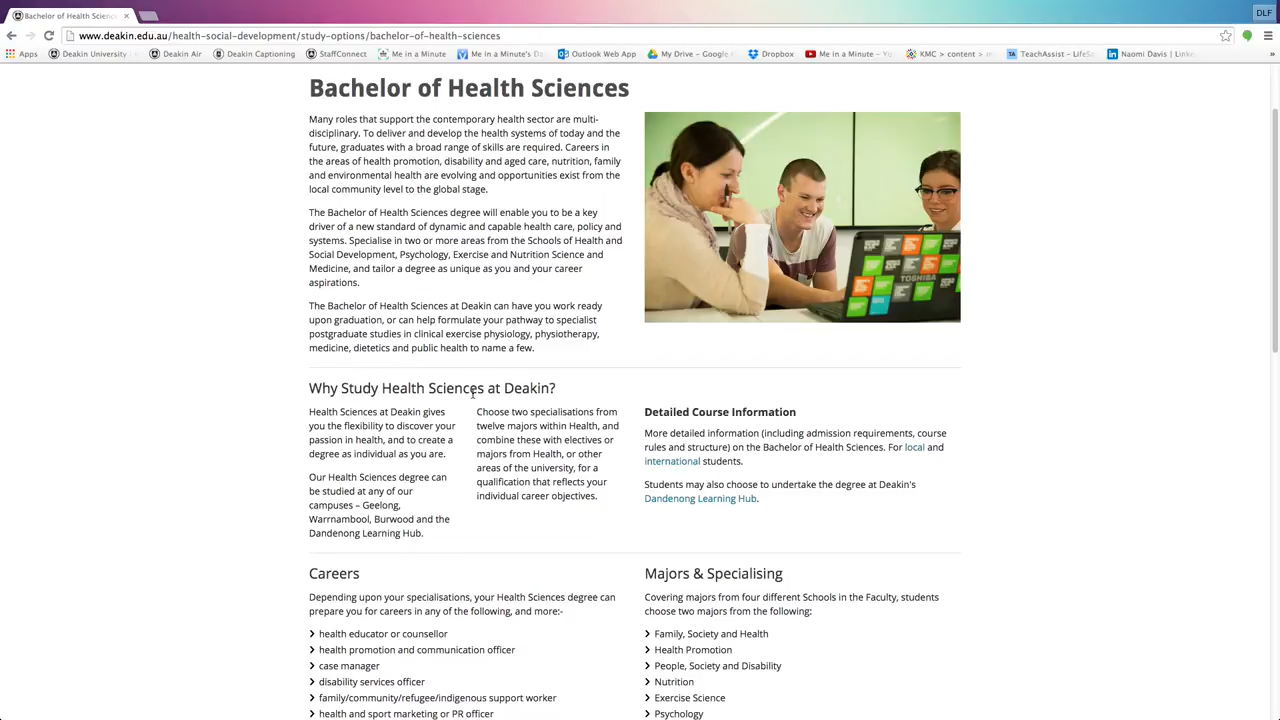 Bachelor of Health Scienc
DLF
www.deakin.edu.au/health-social-development/study-options/bachelor-of-health-sciences
Apps Deakin University Deakin Air Deakin Captioning StaffConnect Me in a Minute Me in a Minute's Da Outlook Web App My Drive – Google Dropbox Me in a Minute – Yo KMC > content > m TeachAssist – LifeS Naomi Davis | Linke »
Bachelor of Health Sciences
Many roles that support the contemporary health sector are multi-
disciplinary. To deliver and develop the health systems of today and the
future, graduates with a broad range of skills are required. Careers in
the areas of health promotion, disability and aged care, nutrition, family
and environmental health are evolving and opportunities exist from the
local community level to the global stage.
The Bachelor of Health Sciences degree will enable you to be a key
driver of a new standard of dynamic and capable health care, policy and
systems. Specialise in two or more areas from the Schools of Health and
Social Development, Psychology, Exercise and Nutrition Science and
Medicine, and tailor a degree as unique as you and your career
aspirations.
The Bachelor of Health Sciences at Deakin can have you work ready
upon graduation, or can help formulate your pathway to specialist
postgraduate studies in clinical exercise physiology, physiotherapy,
medicine, dietetics and public health to name a few.
TOSHIBA
Why Study Health Sciences at Deakin?
Health Sciences at Deakin gives
you the flexibility to discover your
passion in health, and to create a
degree as individual as you are.
Our Health Sciences degree can
be studied at any of our
campuses – Geelong,
Warrnambool, Burwood and the
Dandenong Learning Hub.
Choose two specialisations from
twelve majors within Health, and
combine these with electives or
majors from Health, or other
areas of the university, for a
qualification that reflects your
individual career objectives.
Detailed Course Information
More detailed information (including admission requirements, course
rules and structure) on the Bachelor of Health Sciences. For local and
international students.
Students may also choose to undertake the degree at Deakin's
Dandenong Learning Hub.
Careers
Depending upon your specialisations, your Health Sciences degree can
prepare you for careers in any of the following, and more:-
health educator or counsellor
health promotion and communication officer
case manager
disability services officer
family/community/refugee/indigenous support worker
health and sport marketing or PR officer
Majors & Specialising
Covering majors from four different Schools in the Faculty, students
choose two majors from the following:
Family, Society and Health
Health Promotion
People, Society and Disability
Nutrition
Exercise Science
Psychology